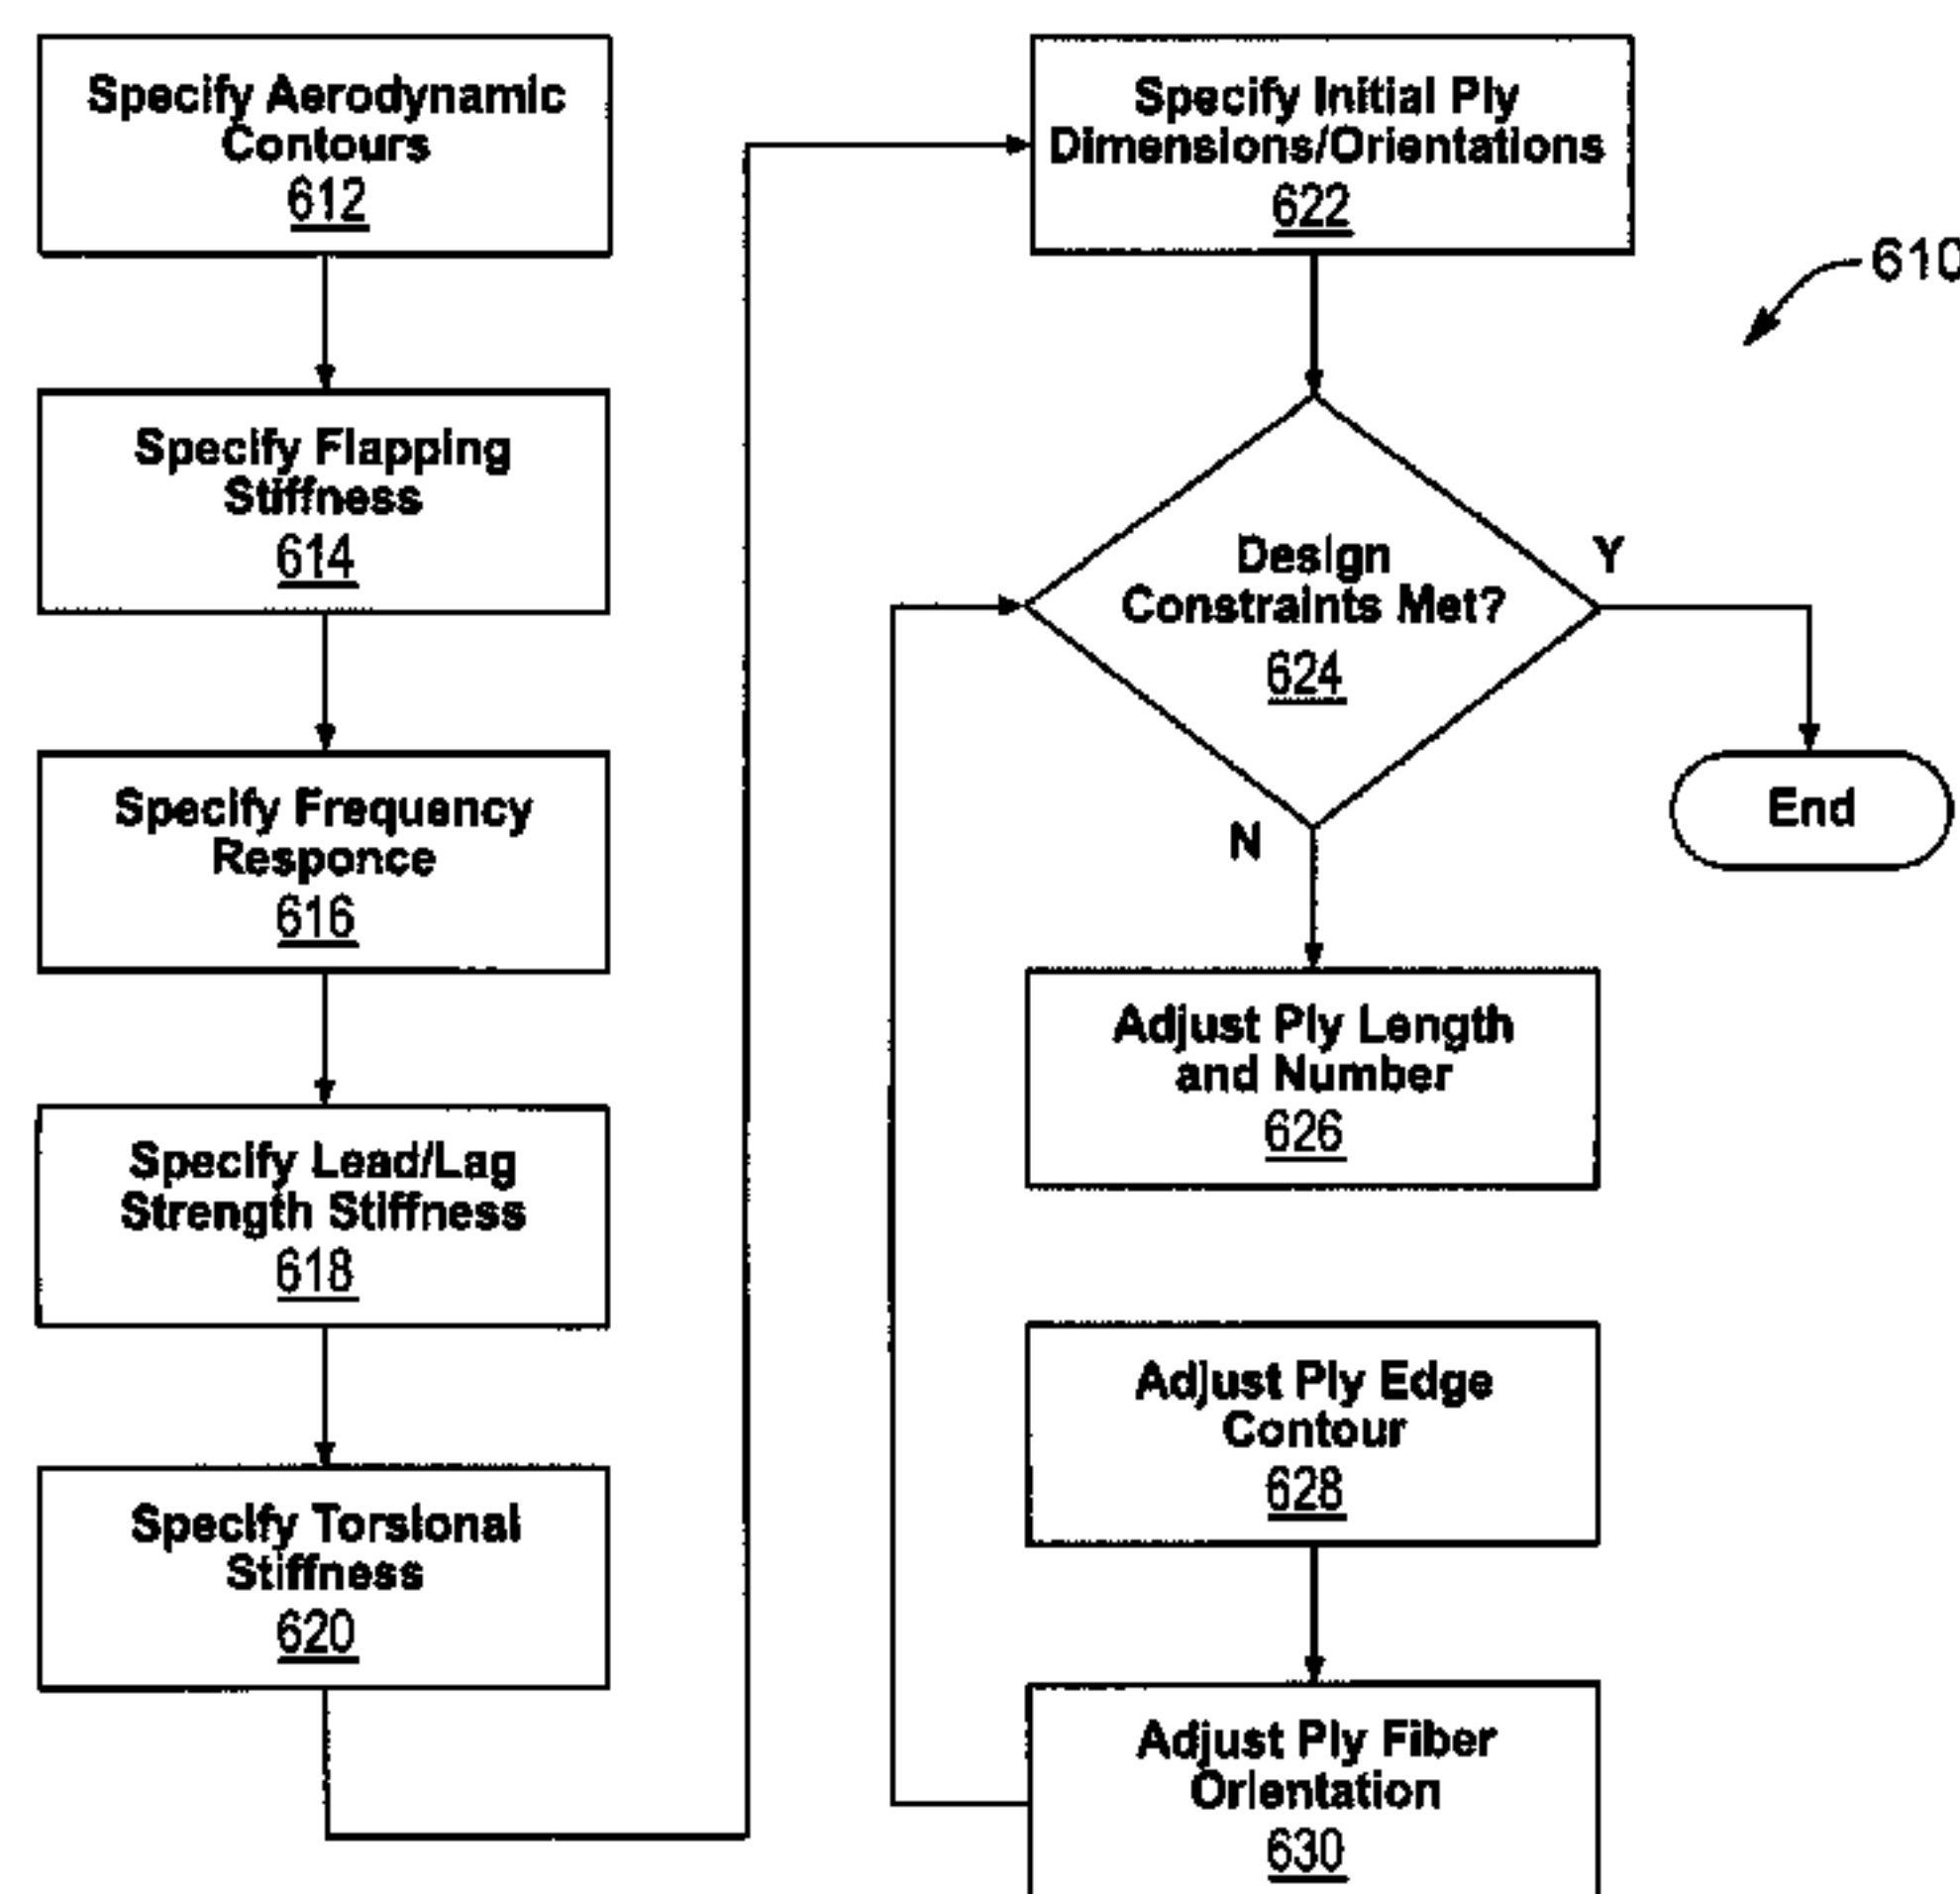 Specify Aerodynamic
Contours
612
Specify Flapping
Stiffness
614
Specify Frequency
Responce
616
Specify Lead/Lag
Strength Stiffness
618
Specify Torsional
Stiffness
620
Specify Initial Ply
Dimensions/Orientations
622
610
Design
Constraints Met?
624
Y
N
End
Adjust Ply Length
and Number
626
Adjust Ply Edge
Contour
628
Adjust Ply Fiber
Orientation
630